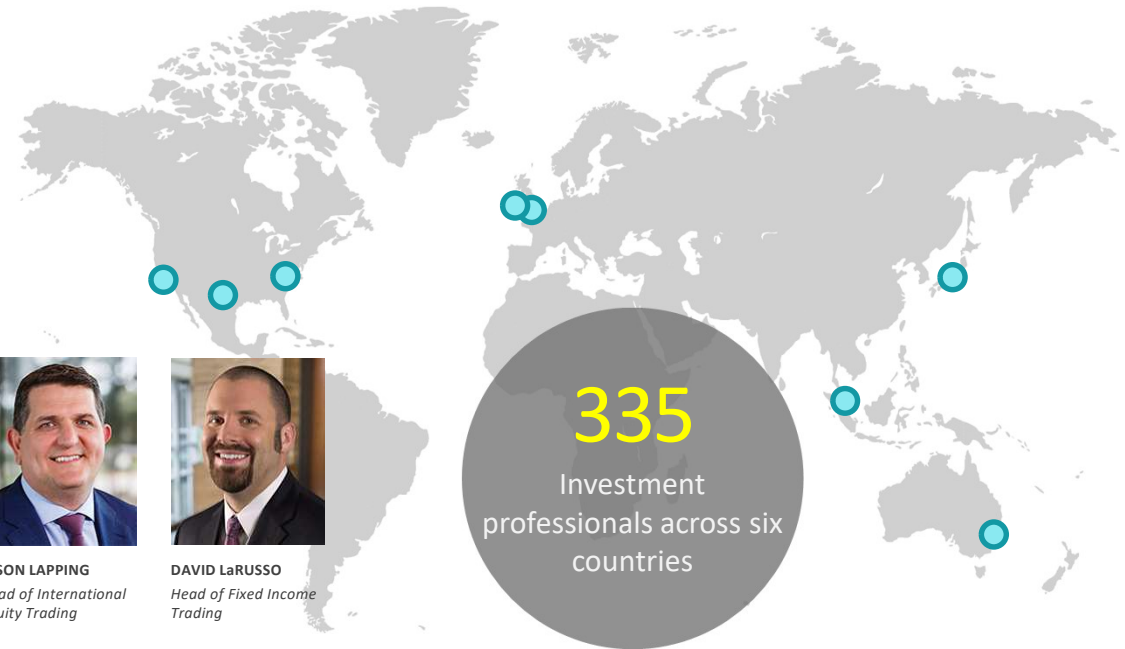 335
Investment
professionals across six
countries
SON LAPPING
ad of International
uity Trading
DAVID LaRUSSO
Head of Fixed Income
Trading